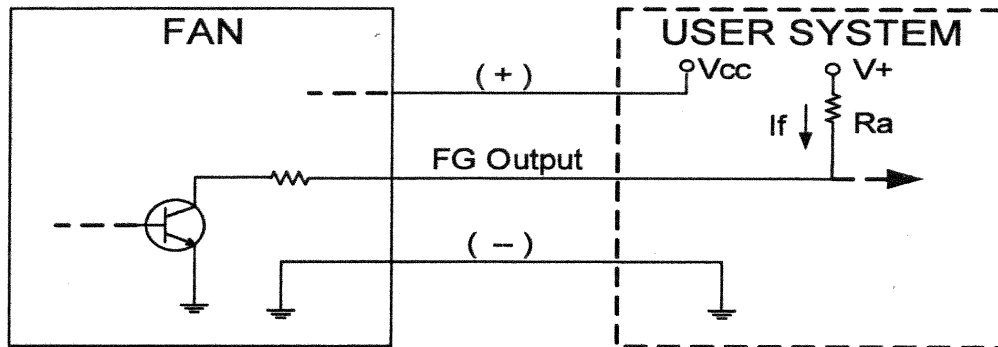 FAN
USER SYSTEM
( + )
Vcc
V+
If
Ra
FG Output
( − )